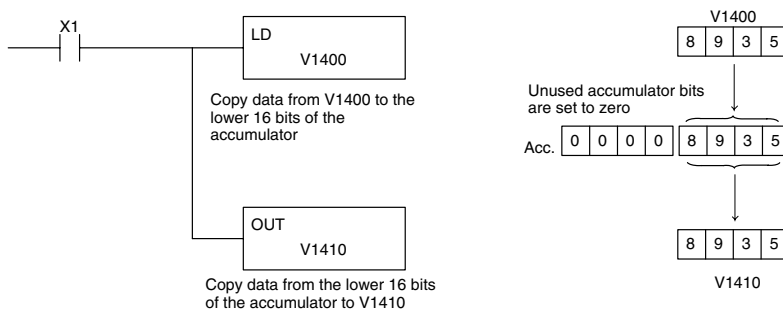 X1
LD
V1400
Copy data from V1400 to the
lower 16 bits of the
accumulator
OUT
V1410
Copy data from the lower 16 bits
of the accumulator to V1410
V1400
8 9 3 5
Unused accumulator bits
are set to zero
Acc. 0 0 0 0 8 9 3 5
8 9 3 5
V1410